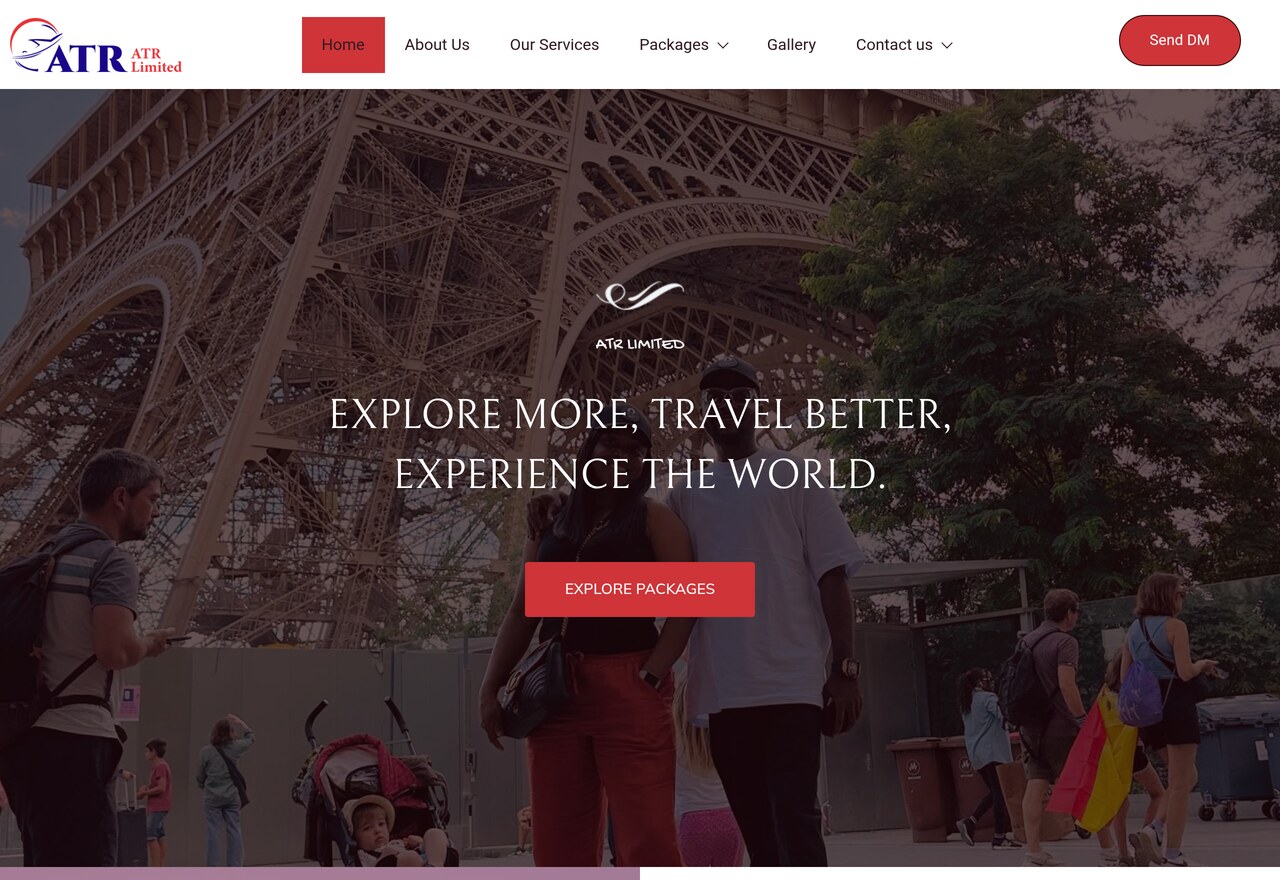 ATR
ATR
Limited
Home
About Us
Our Services
Packages
Gallery
Contact us
Send DM
ATR LIMITED
EXPLORE MORE, TRAVEL BETTER,
EXPERIENCE THE WORLD.
EXPLORE PACKAGES